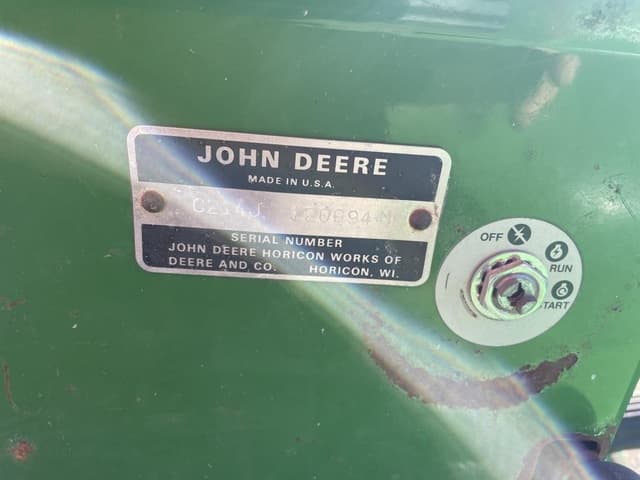 JOHN DEERE
MADE IN U.S.A.
SERIAL NUMBER
JOHN DEERE HORICON WORKS OF
DEERE AND CO. HORICON, WI.
OFF
RUN
START